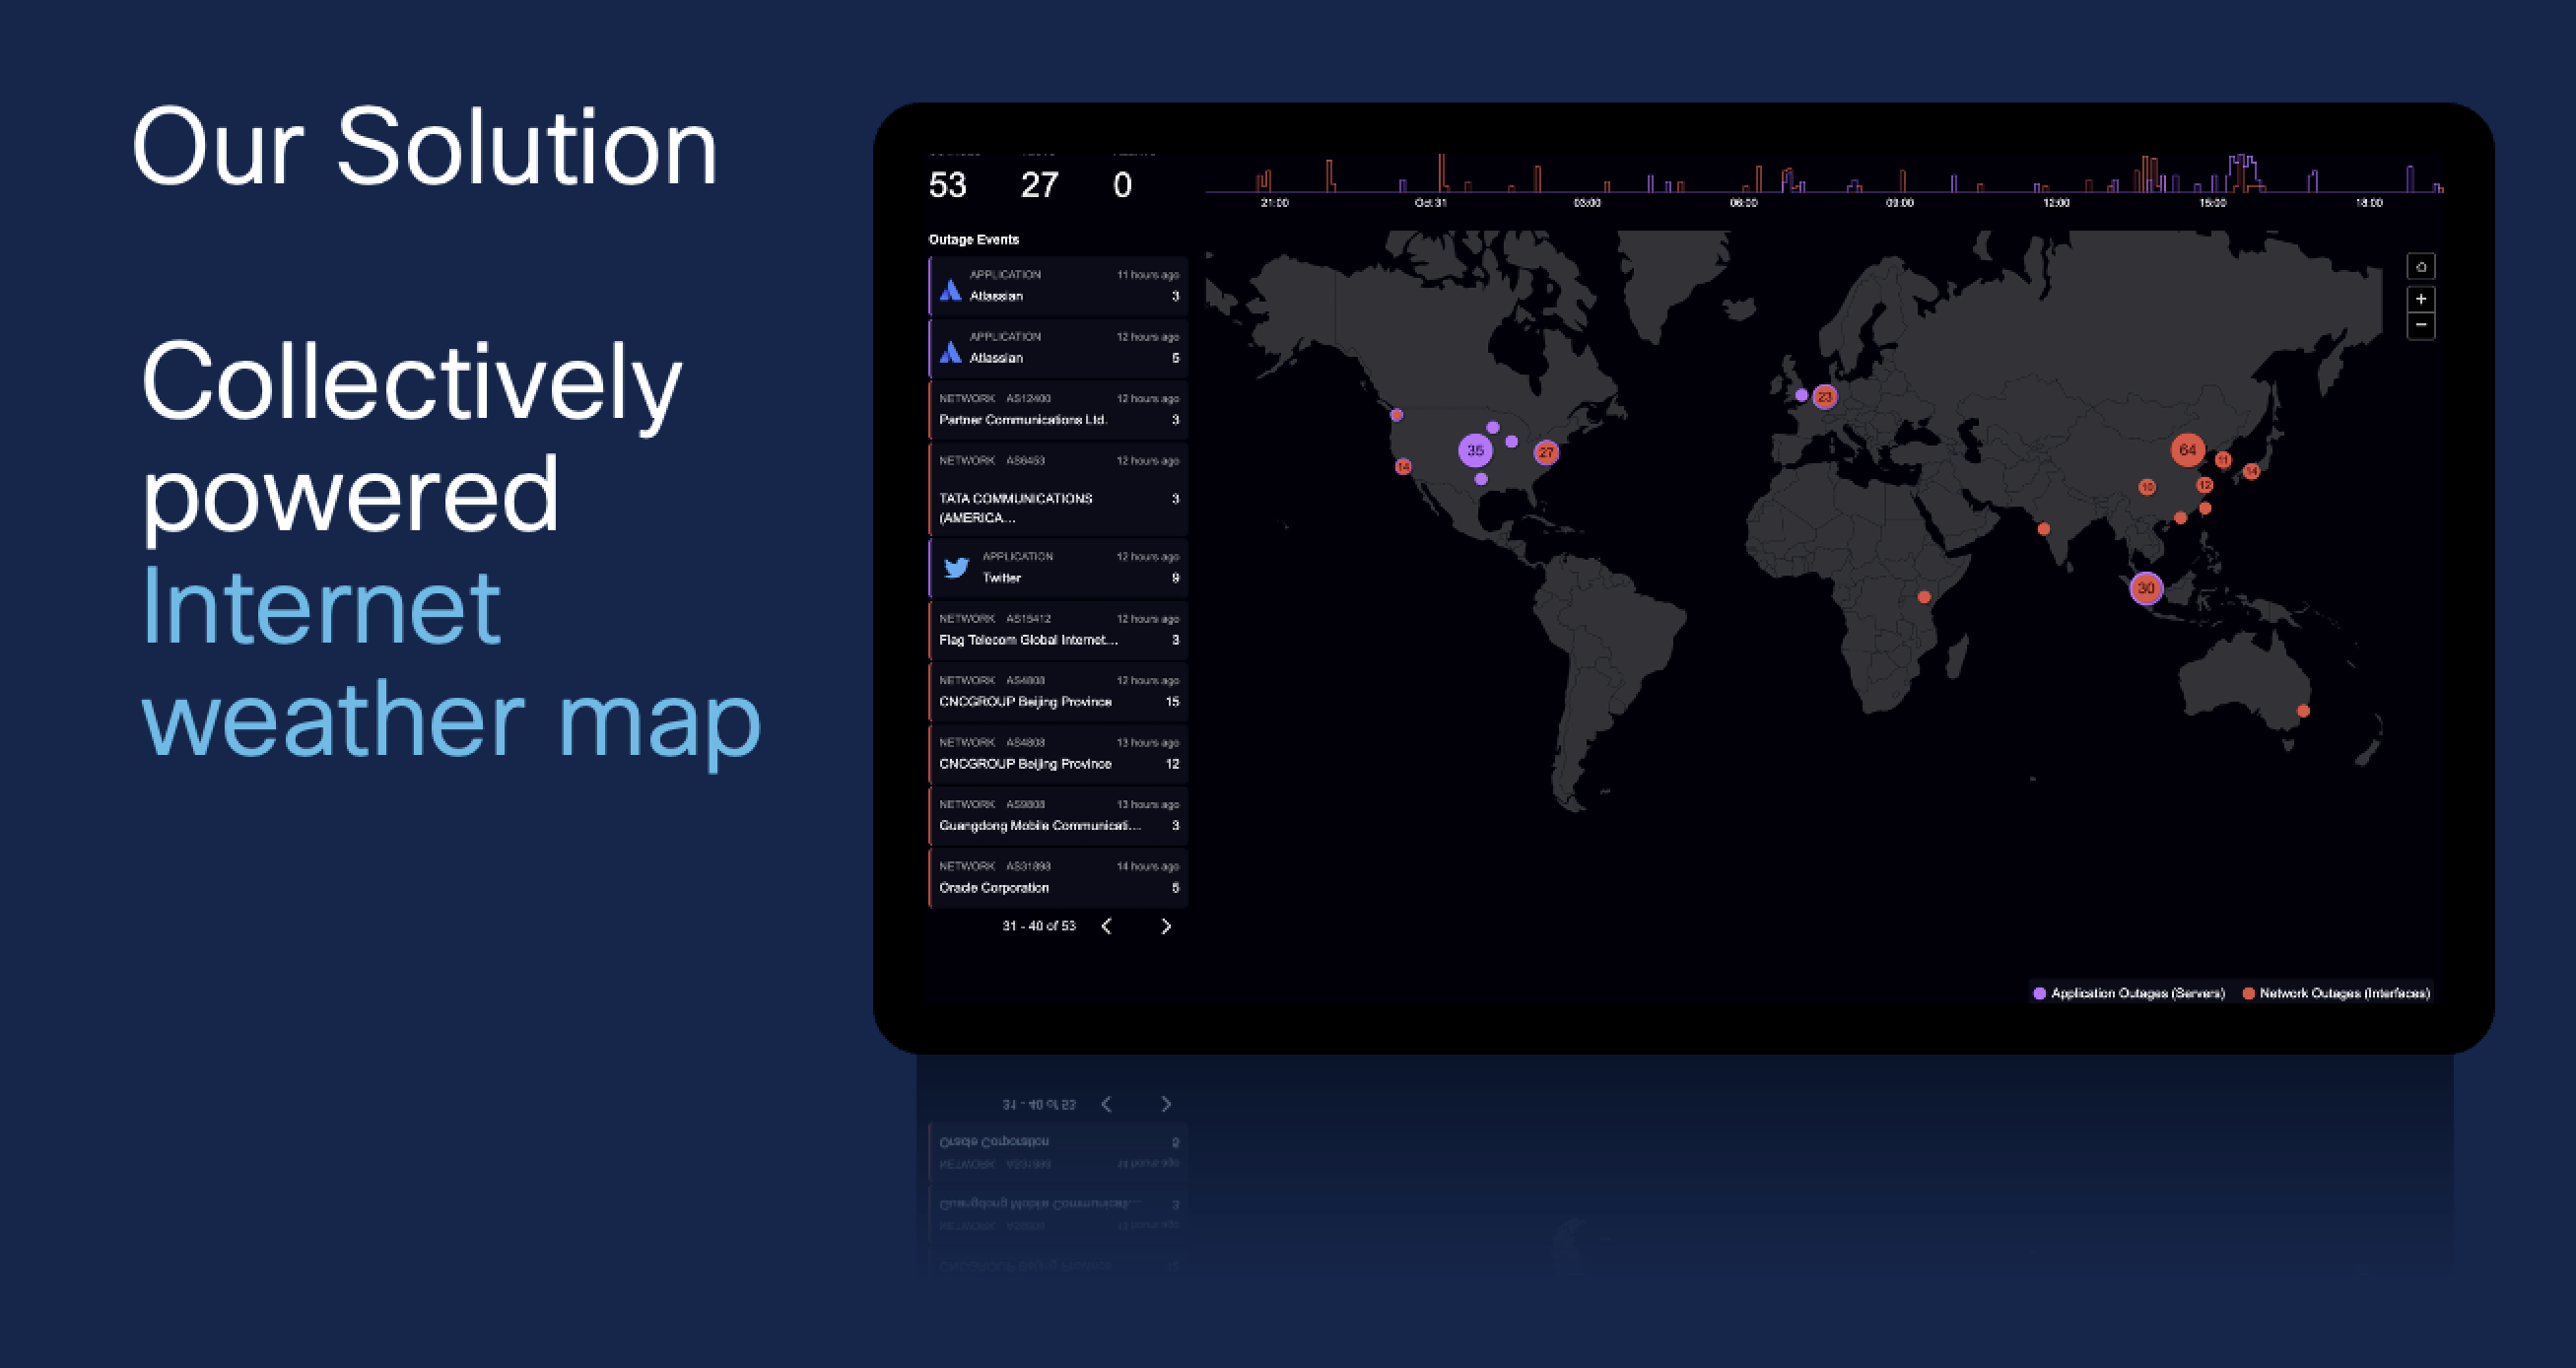 Our Solution
Collectively
powered
Internet
weather map
53 27 0
21:00 Oct 31 03:00 06:00 09:00 12:00 15:00 18:00
Outage Events
APPLICATION 11 hours ago
Atlassian 3
APPLICATION 12 hours ago
Atlassian 5
NETWORK AS12400 12 hours ago
Partner Communications Ltd. 3
NETWORK AS6453 12 hours ago
TATA COMMUNICATIONS 3
(AMERICA...
APPLICATION 12 hours ago
Twitter 9
NETWORK AS15412 12 hours ago
Flag Telecom Global Internet... 3
NETWORK AS4808 12 hours ago
CNCGROUP Beijing Province 15
NETWORK AS4808 13 hours ago
CNCGROUP Beijing Province 12
NETWORK AS9808 13 hours ago
Guangdong Mobile Communicati... 3
NETWORK AS31898 14 hours ago
Oracle Corporation 5
31 - 40 of 53
23
35 27 64
14 11 14
10 12
30
Application Outages (Servers) Network Outages (Interfaces)